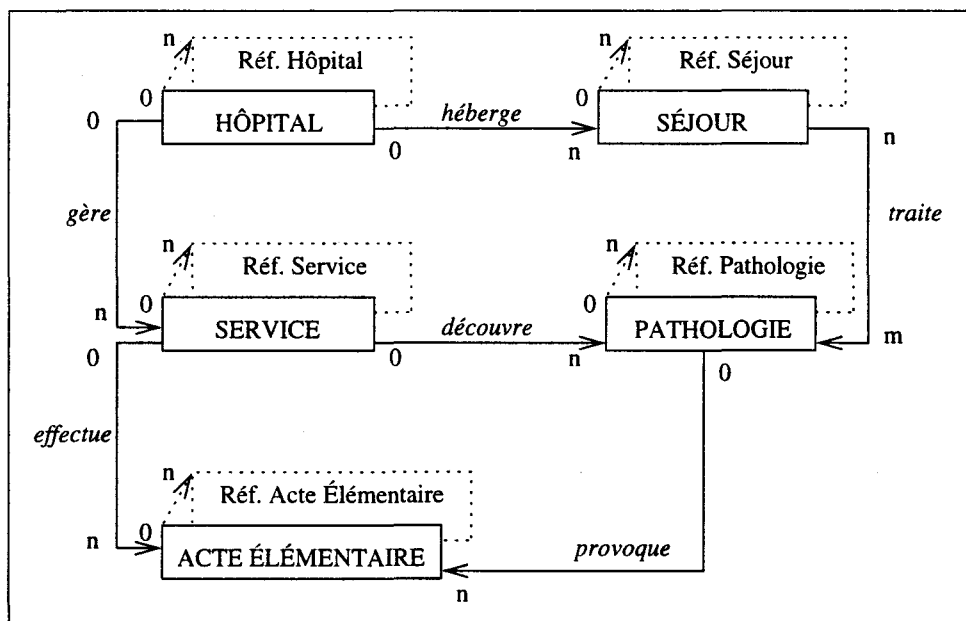 n
Réf. Hôpital
n
Réf. Séjour
0
0
0
HÔPITAL
héberge
SÉJOUR
0
n
n
gère
traite
n
Réf. Service
n
Réf. Pathologie
n
0
0
SERVICE
découvre
PATHOLOGIE
m
0
0
n
0
effectue
n
Réf. Acte Élémentaire
n
0
ACTE ÉLÉMENTAIRE
provoque
n